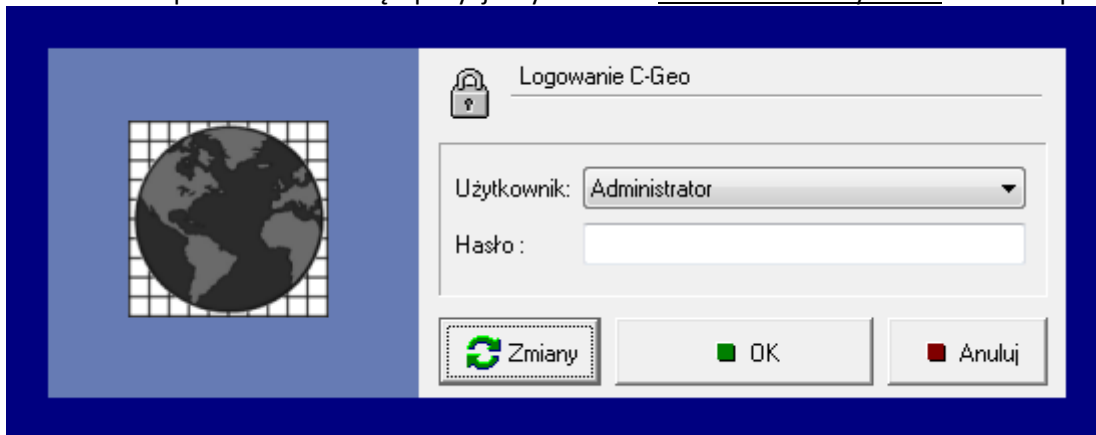 Logowanie C-Geo
Użytkownik: Administrator
Hasło :
Zmiany OK Anuluj